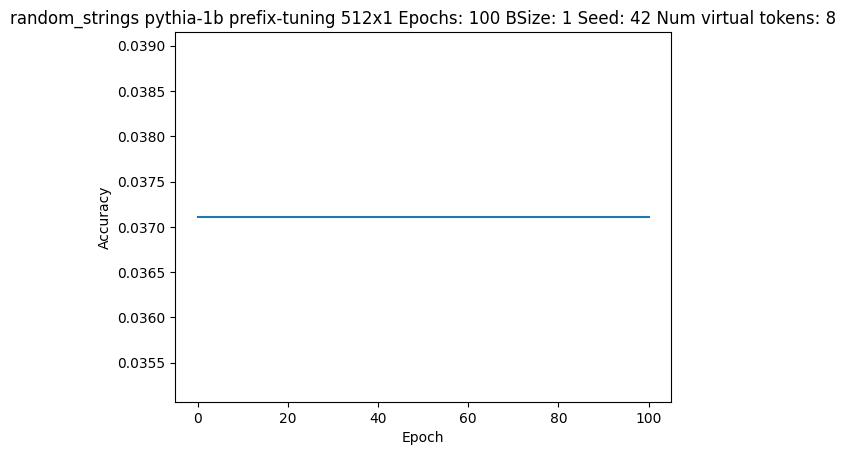 random_strings pythia-1b prefix-tuning 512x1 Epochs: 100 BSize: 1 Seed: 42 Num virtual tokens: 8
0.0390
0.0385
0.0380
0.0375
0.0370
0.0365
0.0360
0.0355
Accuracy
0 20 40 60 80 100
Epoch